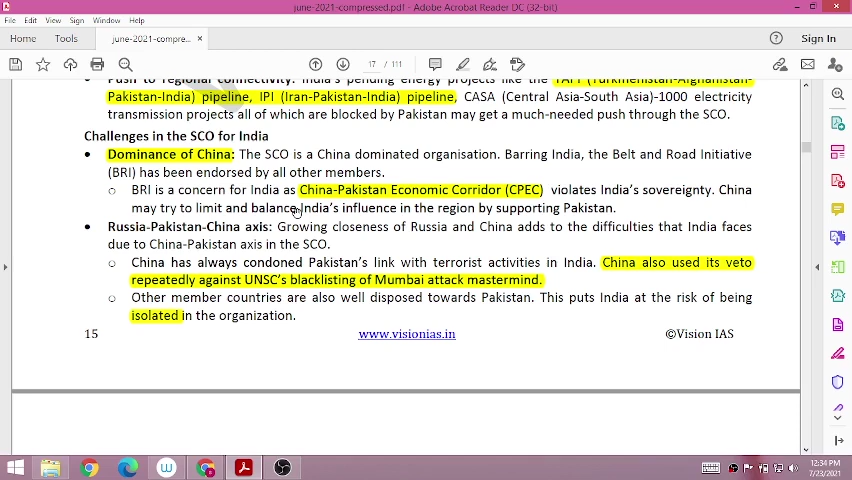 june-2021-compressed.pdf - Adobe Acrobat Reader DC (32-bit)
File Edit View Sign Window Help
Home Tools june-2021-compre... × Sign In
17 / 111
Push to regional connectivity: India's pending energy projects like the TAPI (Turkmenistan-Afghanistan-
Pakistan-India) pipeline, IPI (Iran-Pakistan-India) pipeline, CASA (Central Asia-South Asia)-1000 electricity
transmission projects all of which are blocked by Pakistan may get a much-needed push through the SCO.
Challenges in the SCO for India
• Dominance of China: The SCO is a China dominated organisation. Barring India, the Belt and Road Initiative
(BRI) has been endorsed by all other members.
o BRI is a concern for India as China-Pakistan Economic Corridor (CPEC) violates India's sovereignty. China
may try to limit and balance India's influence in the region by supporting Pakistan.
• Russia-Pakistan-China axis: Growing closeness of Russia and China adds to the difficulties that India faces
due to China-Pakistan axis in the SCO.
o China has always condoned Pakistan's link with terrorist activities in India. China also used its veto
repeatedly against UNSC's blacklisting of Mumbai attack mastermind.
o Other member countries are also well disposed towards Pakistan. This puts India at the risk of being
isolated in the organization.
15 www.visionias.in ©Vision IAS
12:34 PM
7/23/2021